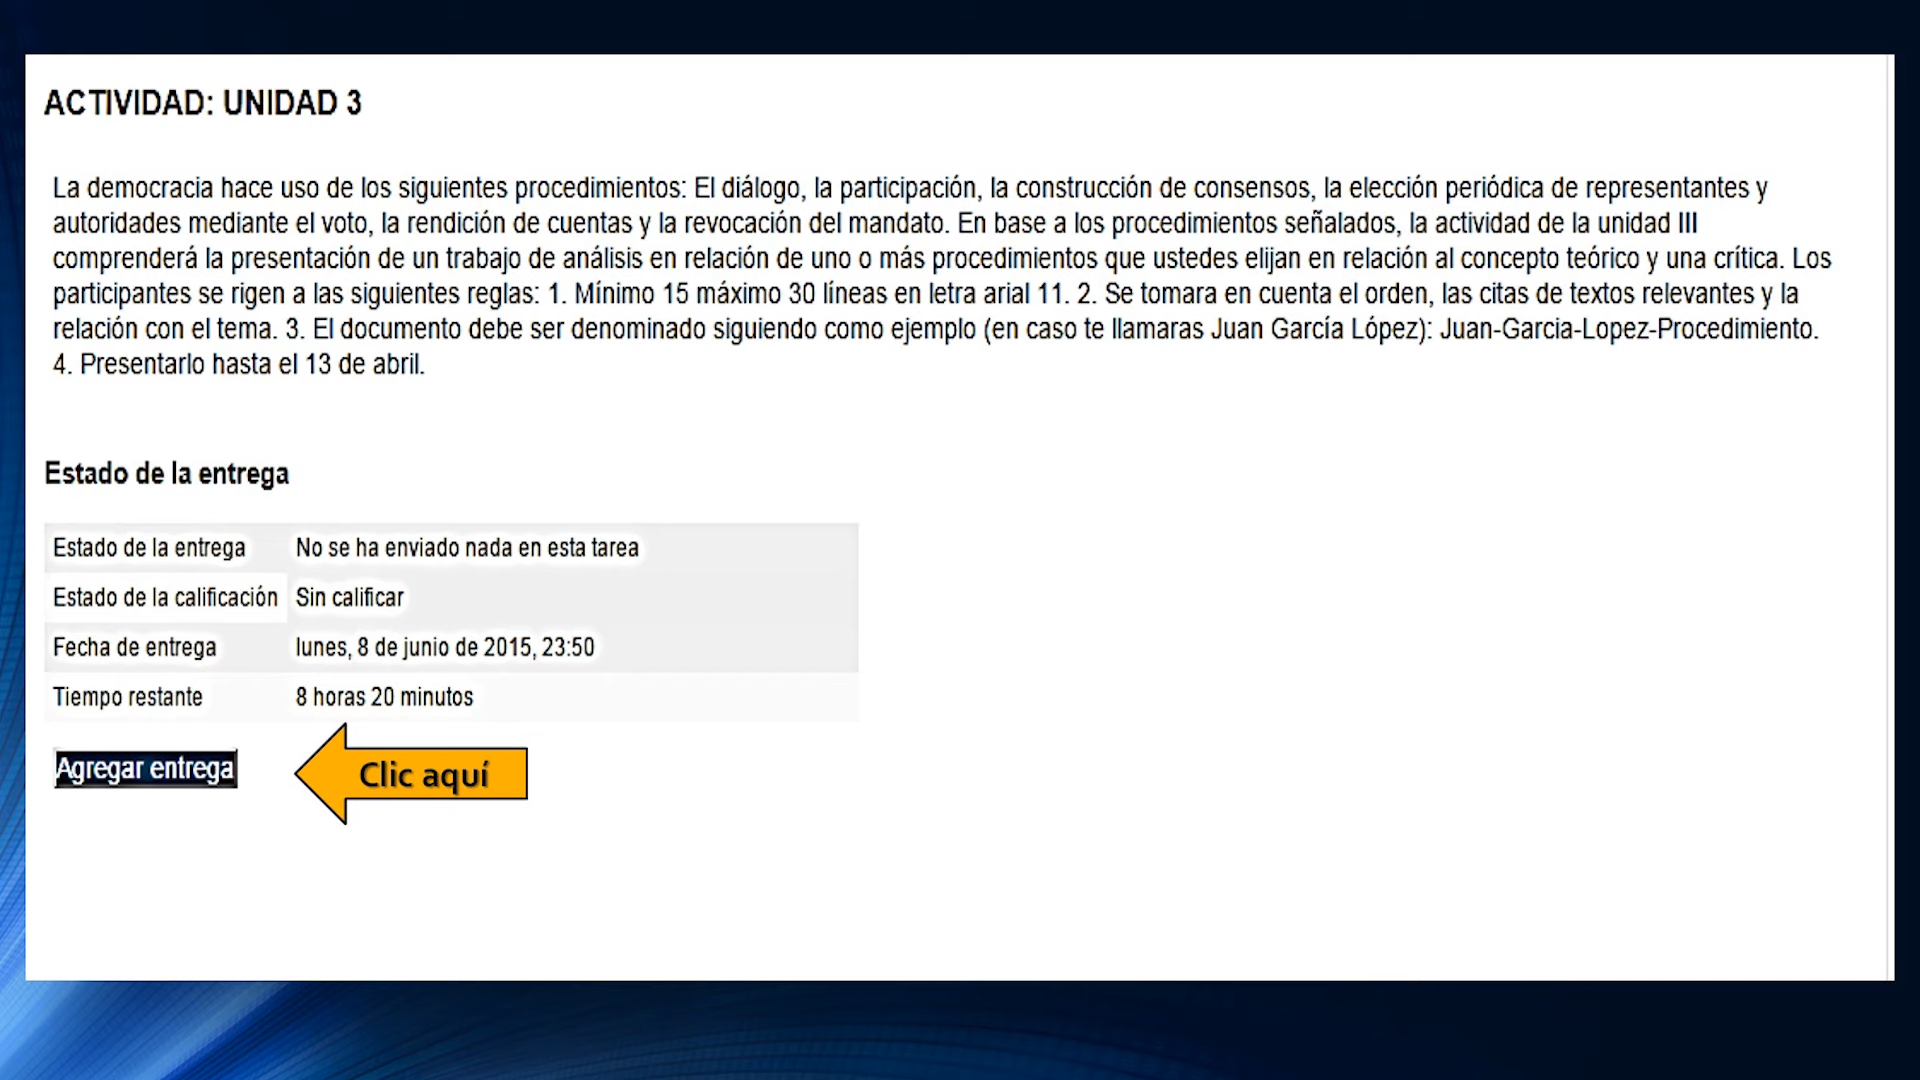 ACTIVIDAD: UNIDAD 3
La democracia hace uso de los siguientes procedimientos: El diálogo, la participación, la construcción de consensos, la elección periódica de representantes y
autoridades mediante el voto, la rendición de cuentas y la revocación del mandato. En base a los procedimientos señalados, la actividad de la unidad III
comprenderá la presentación de un trabajo de análisis en relación de uno o más procedimientos que ustedes elijan en relación al concepto teórico y una crítica. Los
participantes se rigen a las siguientes reglas: 1. Mínimo 15 máximo 30 líneas en letra arial 11. 2. Se tomara en cuenta el orden, las citas de textos relevantes y la
relación con el tema. 3. El documento debe ser denominado siguiendo como ejemplo (en caso te llamaras Juan García López): Juan-Garcia-Lopez-Procedimiento.
4. Presentarlo hasta el 13 de abril.
Estado de la entrega
Estado de la entrega No se ha enviado nada en esta tarea
Estado de la calificación Sin calificar
Fecha de entrega lunes, 8 de junio de 2015, 23:50
Tiempo restante 8 horas 20 minutos
Agregar entrega Clic aquí